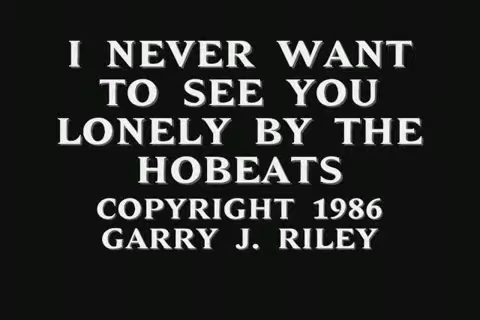 I NEVER WANT
TO SEE YOU
LONELY BY THE
HOBEATS
COPYRIGHT 1986
GARRY J. RILEY